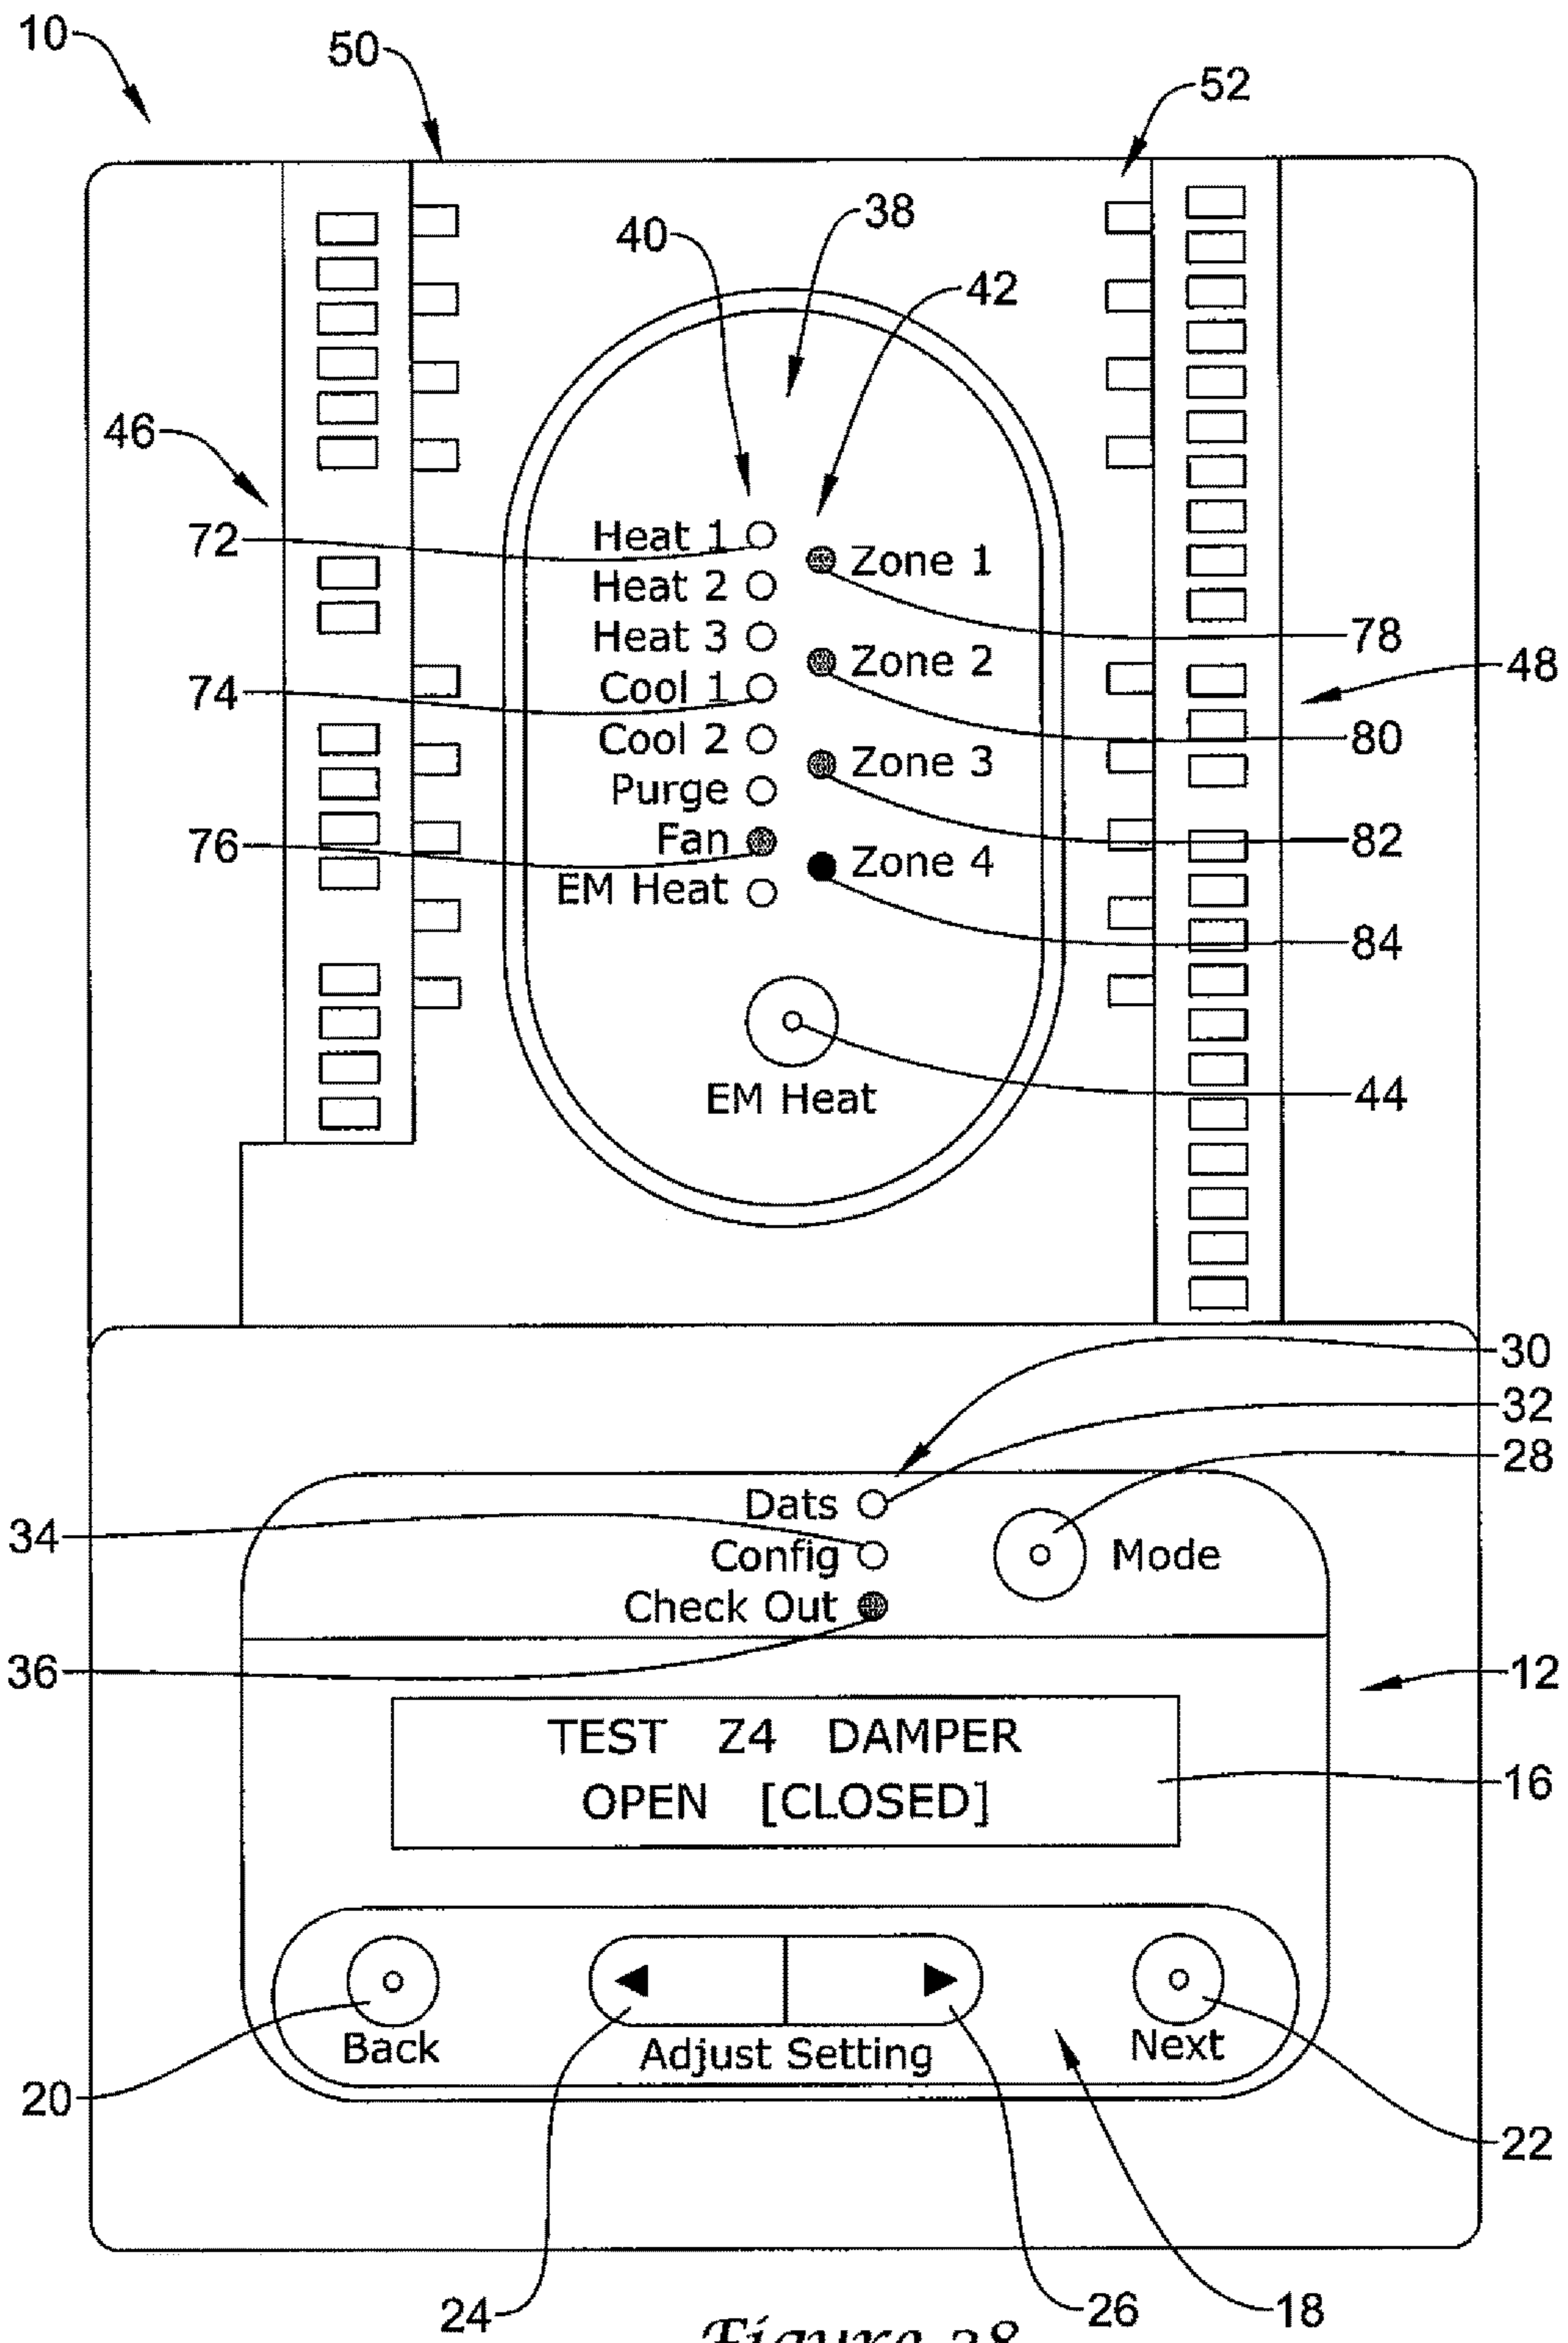 10
50
52
38
40
42
46
72
Heat 1
Zone 1
Heat 2
78
Heat 3
Zone 2
48
74
Cool 1
80
Cool 2
Zone 3
Purge
82
76
Fan
Zone 4
EM Heat
84
EM Heat
44
30
32
28
Dats
34
Config
Mode
Check Out
36
12
TEST Z4 DAMPER
OPEN [CLOSED]
16
Back
Adjust Setting
Next
20
22
24
26
18